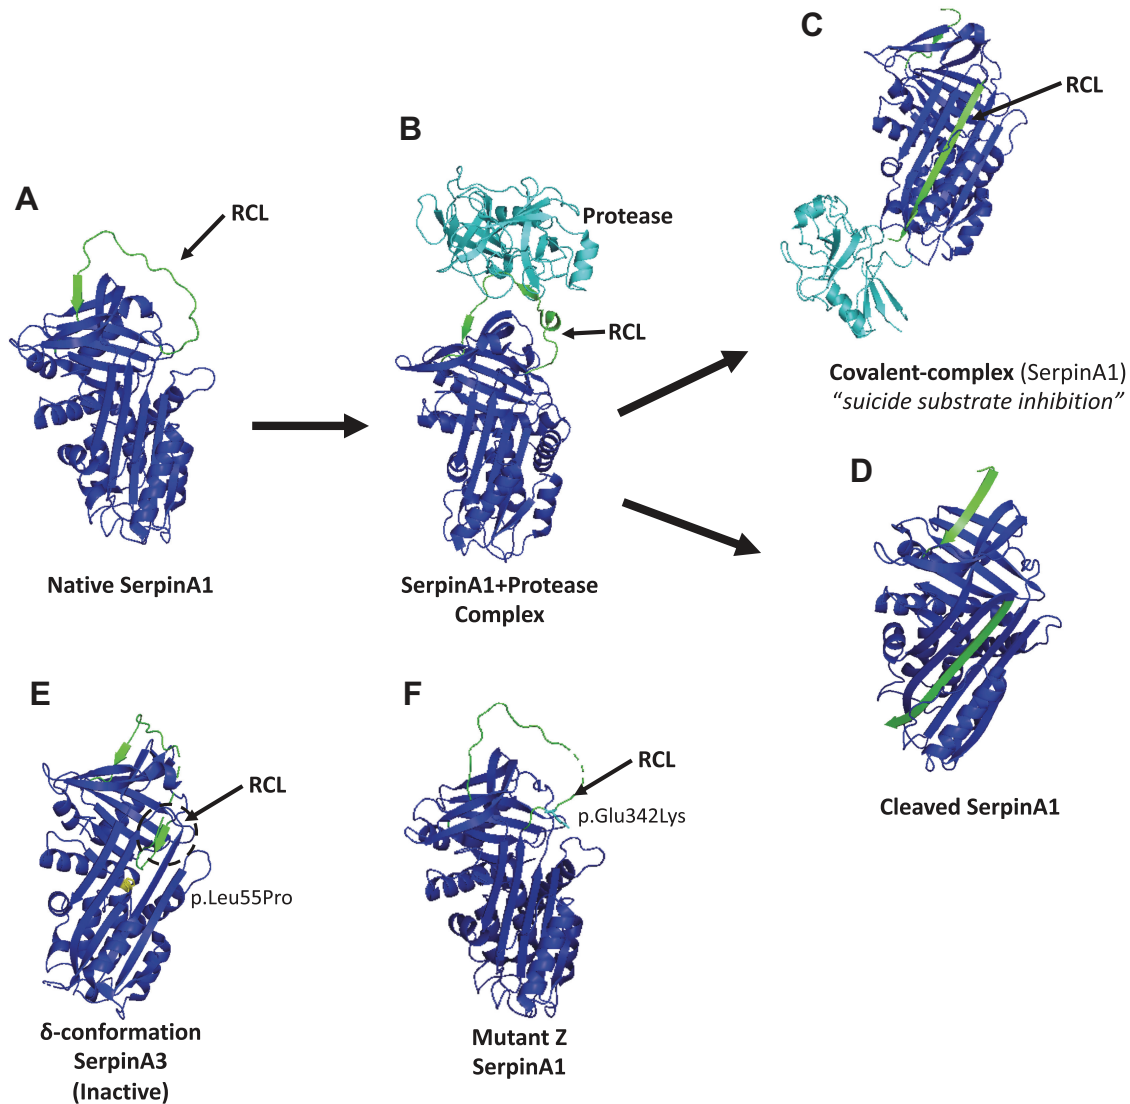 A
RCL
Native SerpinA1
B
Protease
RCL
SerpinA1+Protease
Complex
C
RCL
Covalent-complex (SerpinA1)
“suicide substrate inhibition”
D
Cleaved SerpinA1
E
RCL
p.Leu55Pro
δ-conformation
SerpinA3
(Inactive)
F
RCL
p.Glu342Lys
Mutant Z
SerpinA1